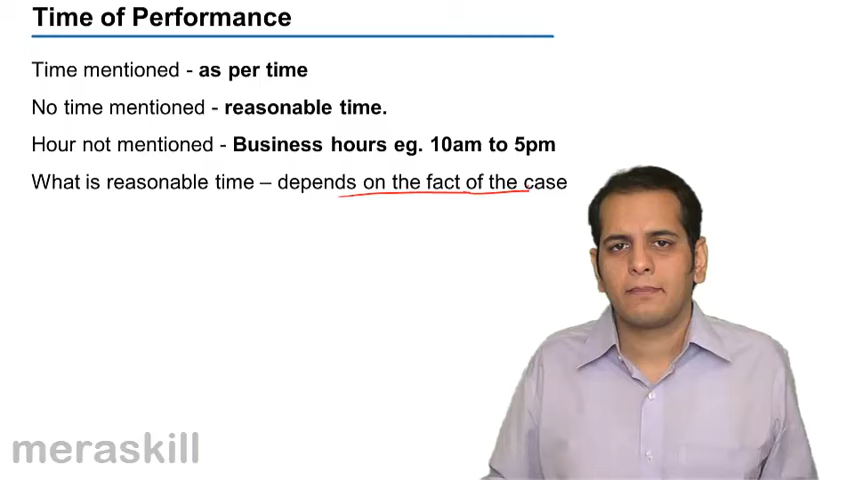 Time of Performance
Time mentioned - as per time
No time mentioned - reasonable time.
Hour not mentioned - Business hours eg. 10am to 5pm
What is reasonable time – depends on the fact of the case
meraskill